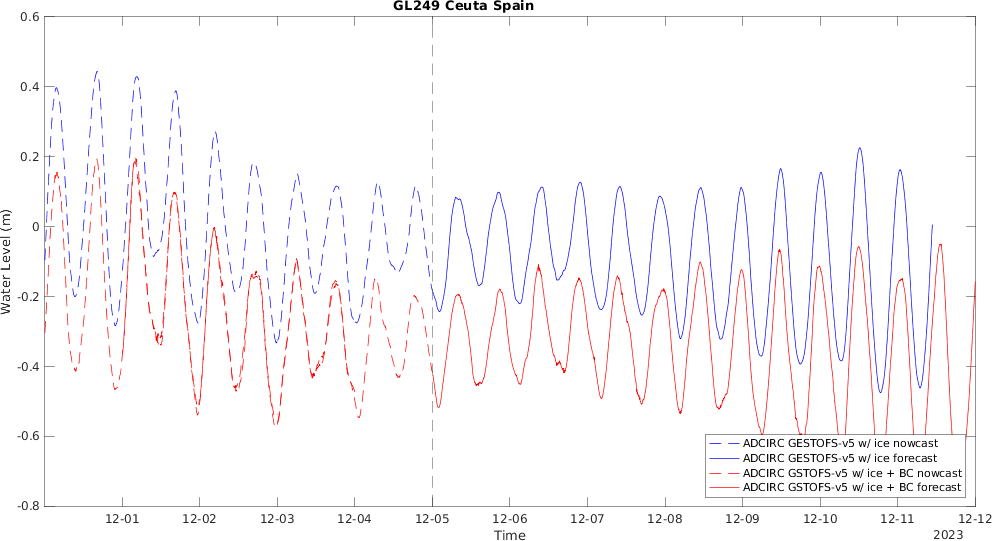 GL249 Ceuta Spain
0.6
0.4
0.2
0
-0.2
-0.4
-0.6
-0.8
Water Level (m)
ADCIRC GESTOFS-v5 w/ ice nowcast
ADCIRC GESTOFS-v5 w/ ice forecast
ADCIRC GSTOFS-v5 w/ ice + BC nowcast
ADCIRC GSTOFS-v5 w/ ice + BC forecast
12-01 12-02 12-03 12-04 12-05 12-06 12-07 12-08 12-09 12-10 12-11 12-12
Time
2023